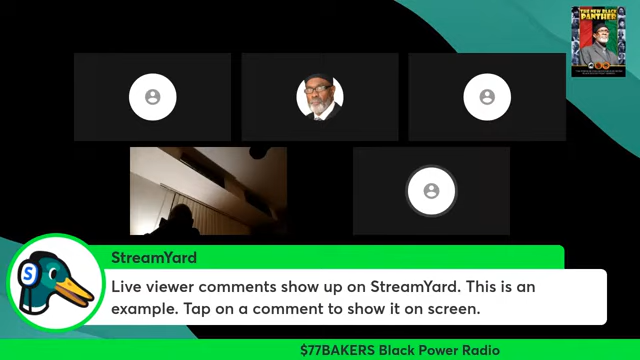 THE NEW BLACK
PANTHER
S
StreamYard
Live viewer comments show up on StreamYard. This is an
example. Tap on a comment to show it on screen.
$77BAKERS Black Power Radio